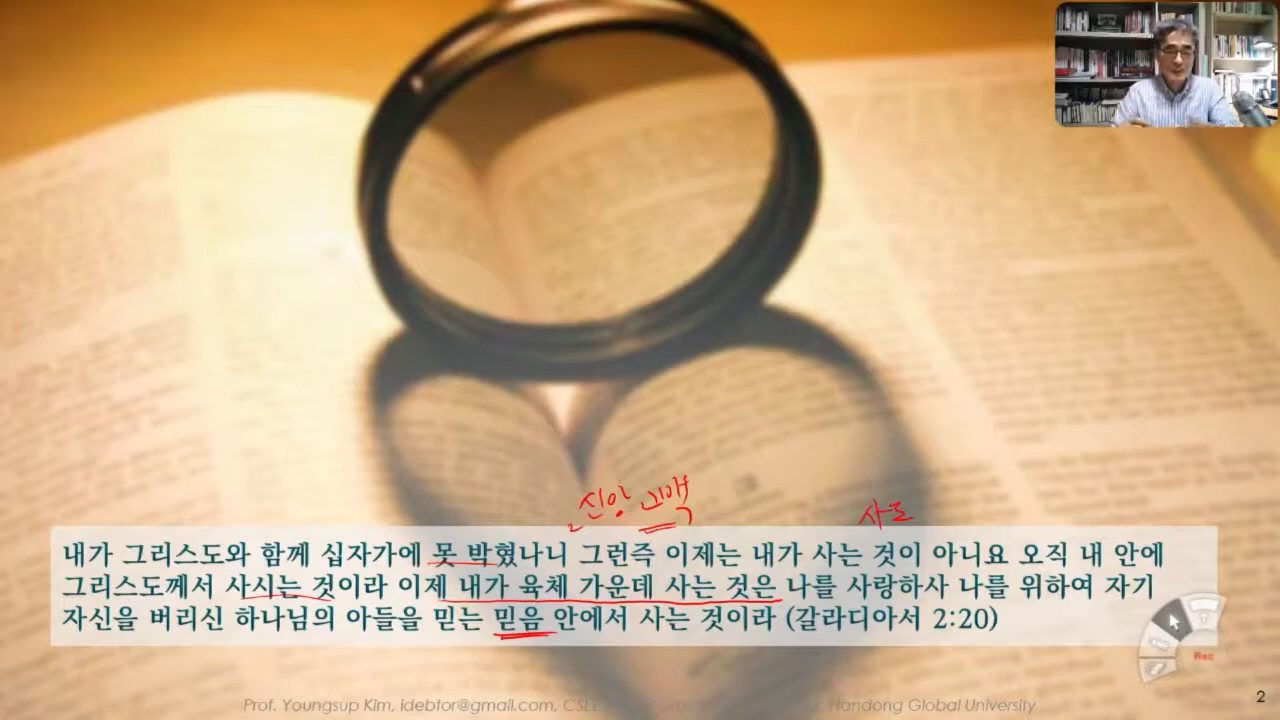 신앙 고백
사도
내가 그리스도와 함께 십자가에 못 박혔나니 그런즉 이제는 내가 사는 것이 아니요 오직 내 안에
그리스도께서 사시는 것이라 이제 내가 육체 가운데 사는 것은 나를 사랑하사 나를 위하여 자기
자신을 버리신 하나님의 아들을 믿는 믿음 안에서 사는 것이라 (갈라디아서 2:20)
Rec
Prof. Youngsup Kim, idebtor@gmail.com, CSEE Handong Global University
2